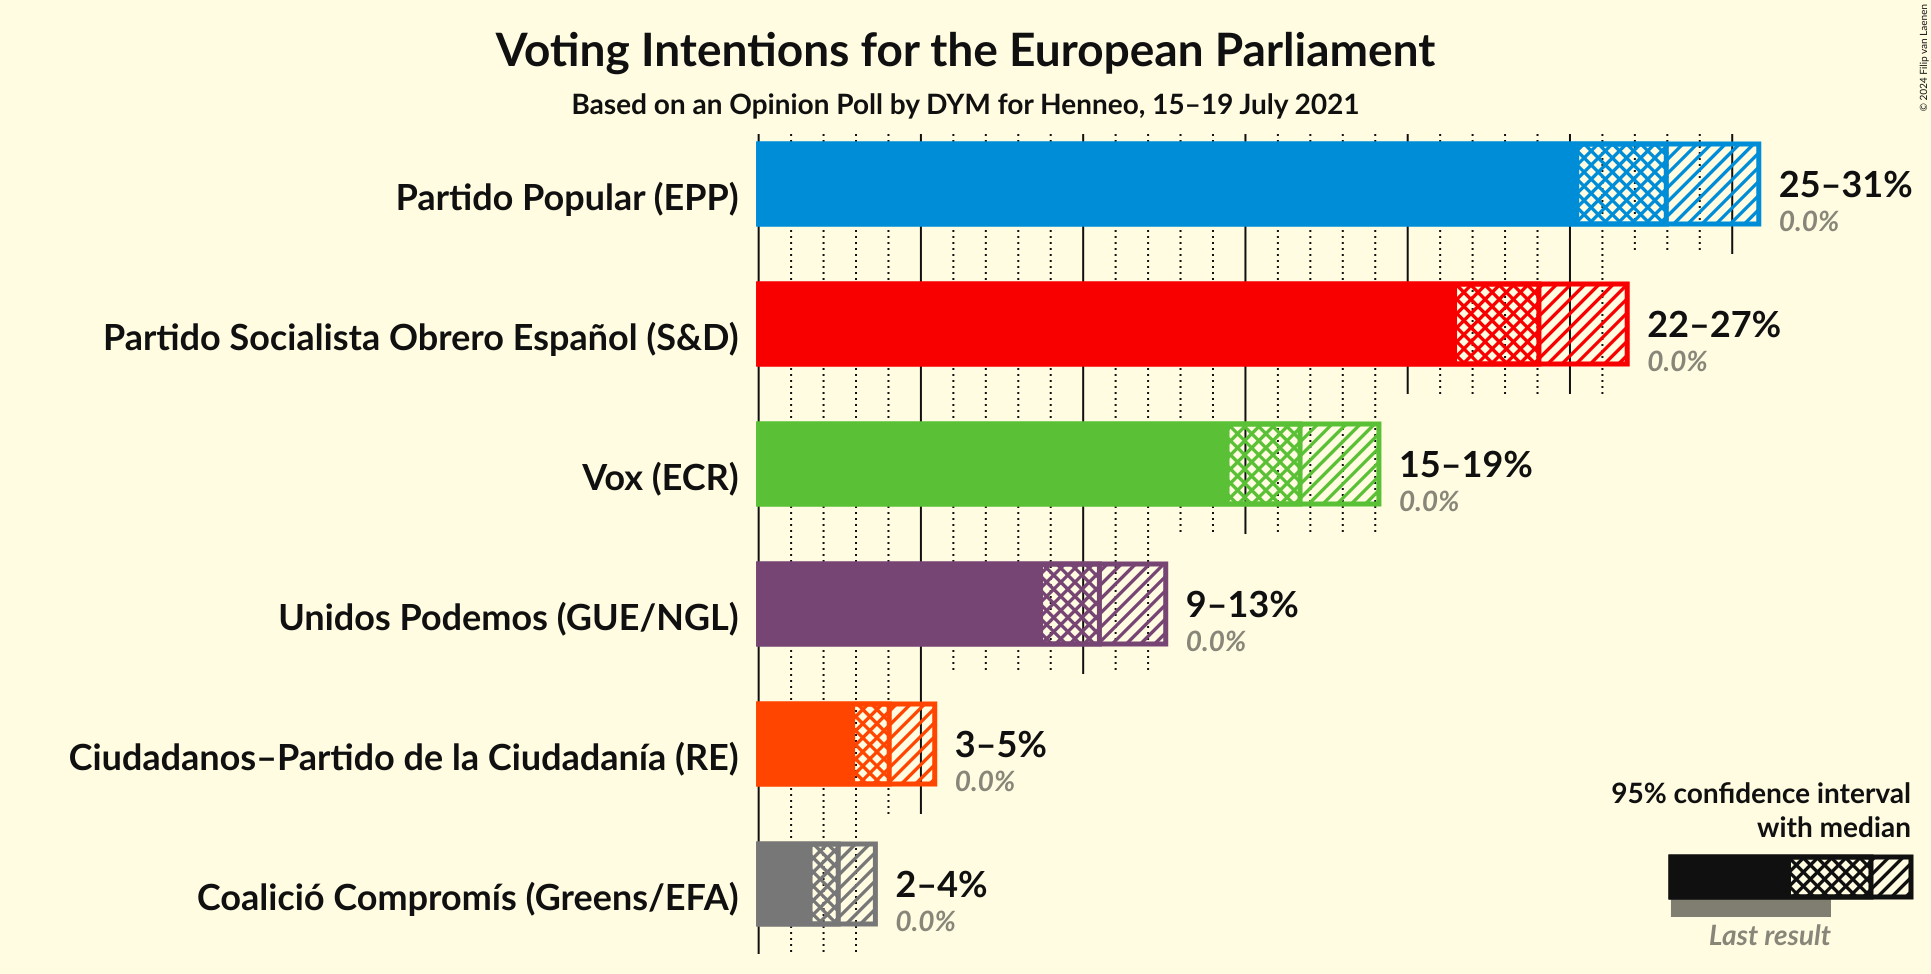 Voting Intentions for the European Parliament
Based on an Opinion Poll by DYM for Henneo, 15–19 July 2021
© 2024 Filip van Laenen
Partido Popular (EPP)
25–31%
0.0%
Partido Socialista Obrero Español (S&D)
22–27%
0.0%
Vox (ECR)
15–19%
0.0%
Unidos Podemos (GUE/NGL)
9–13%
0.0%
Ciudadanos–Partido de la Ciudadanía (RE)
3–5%
0.0%
Coalició Compromís (Greens/EFA)
2–4%
0.0%
95% confidence interval
with median
Last result